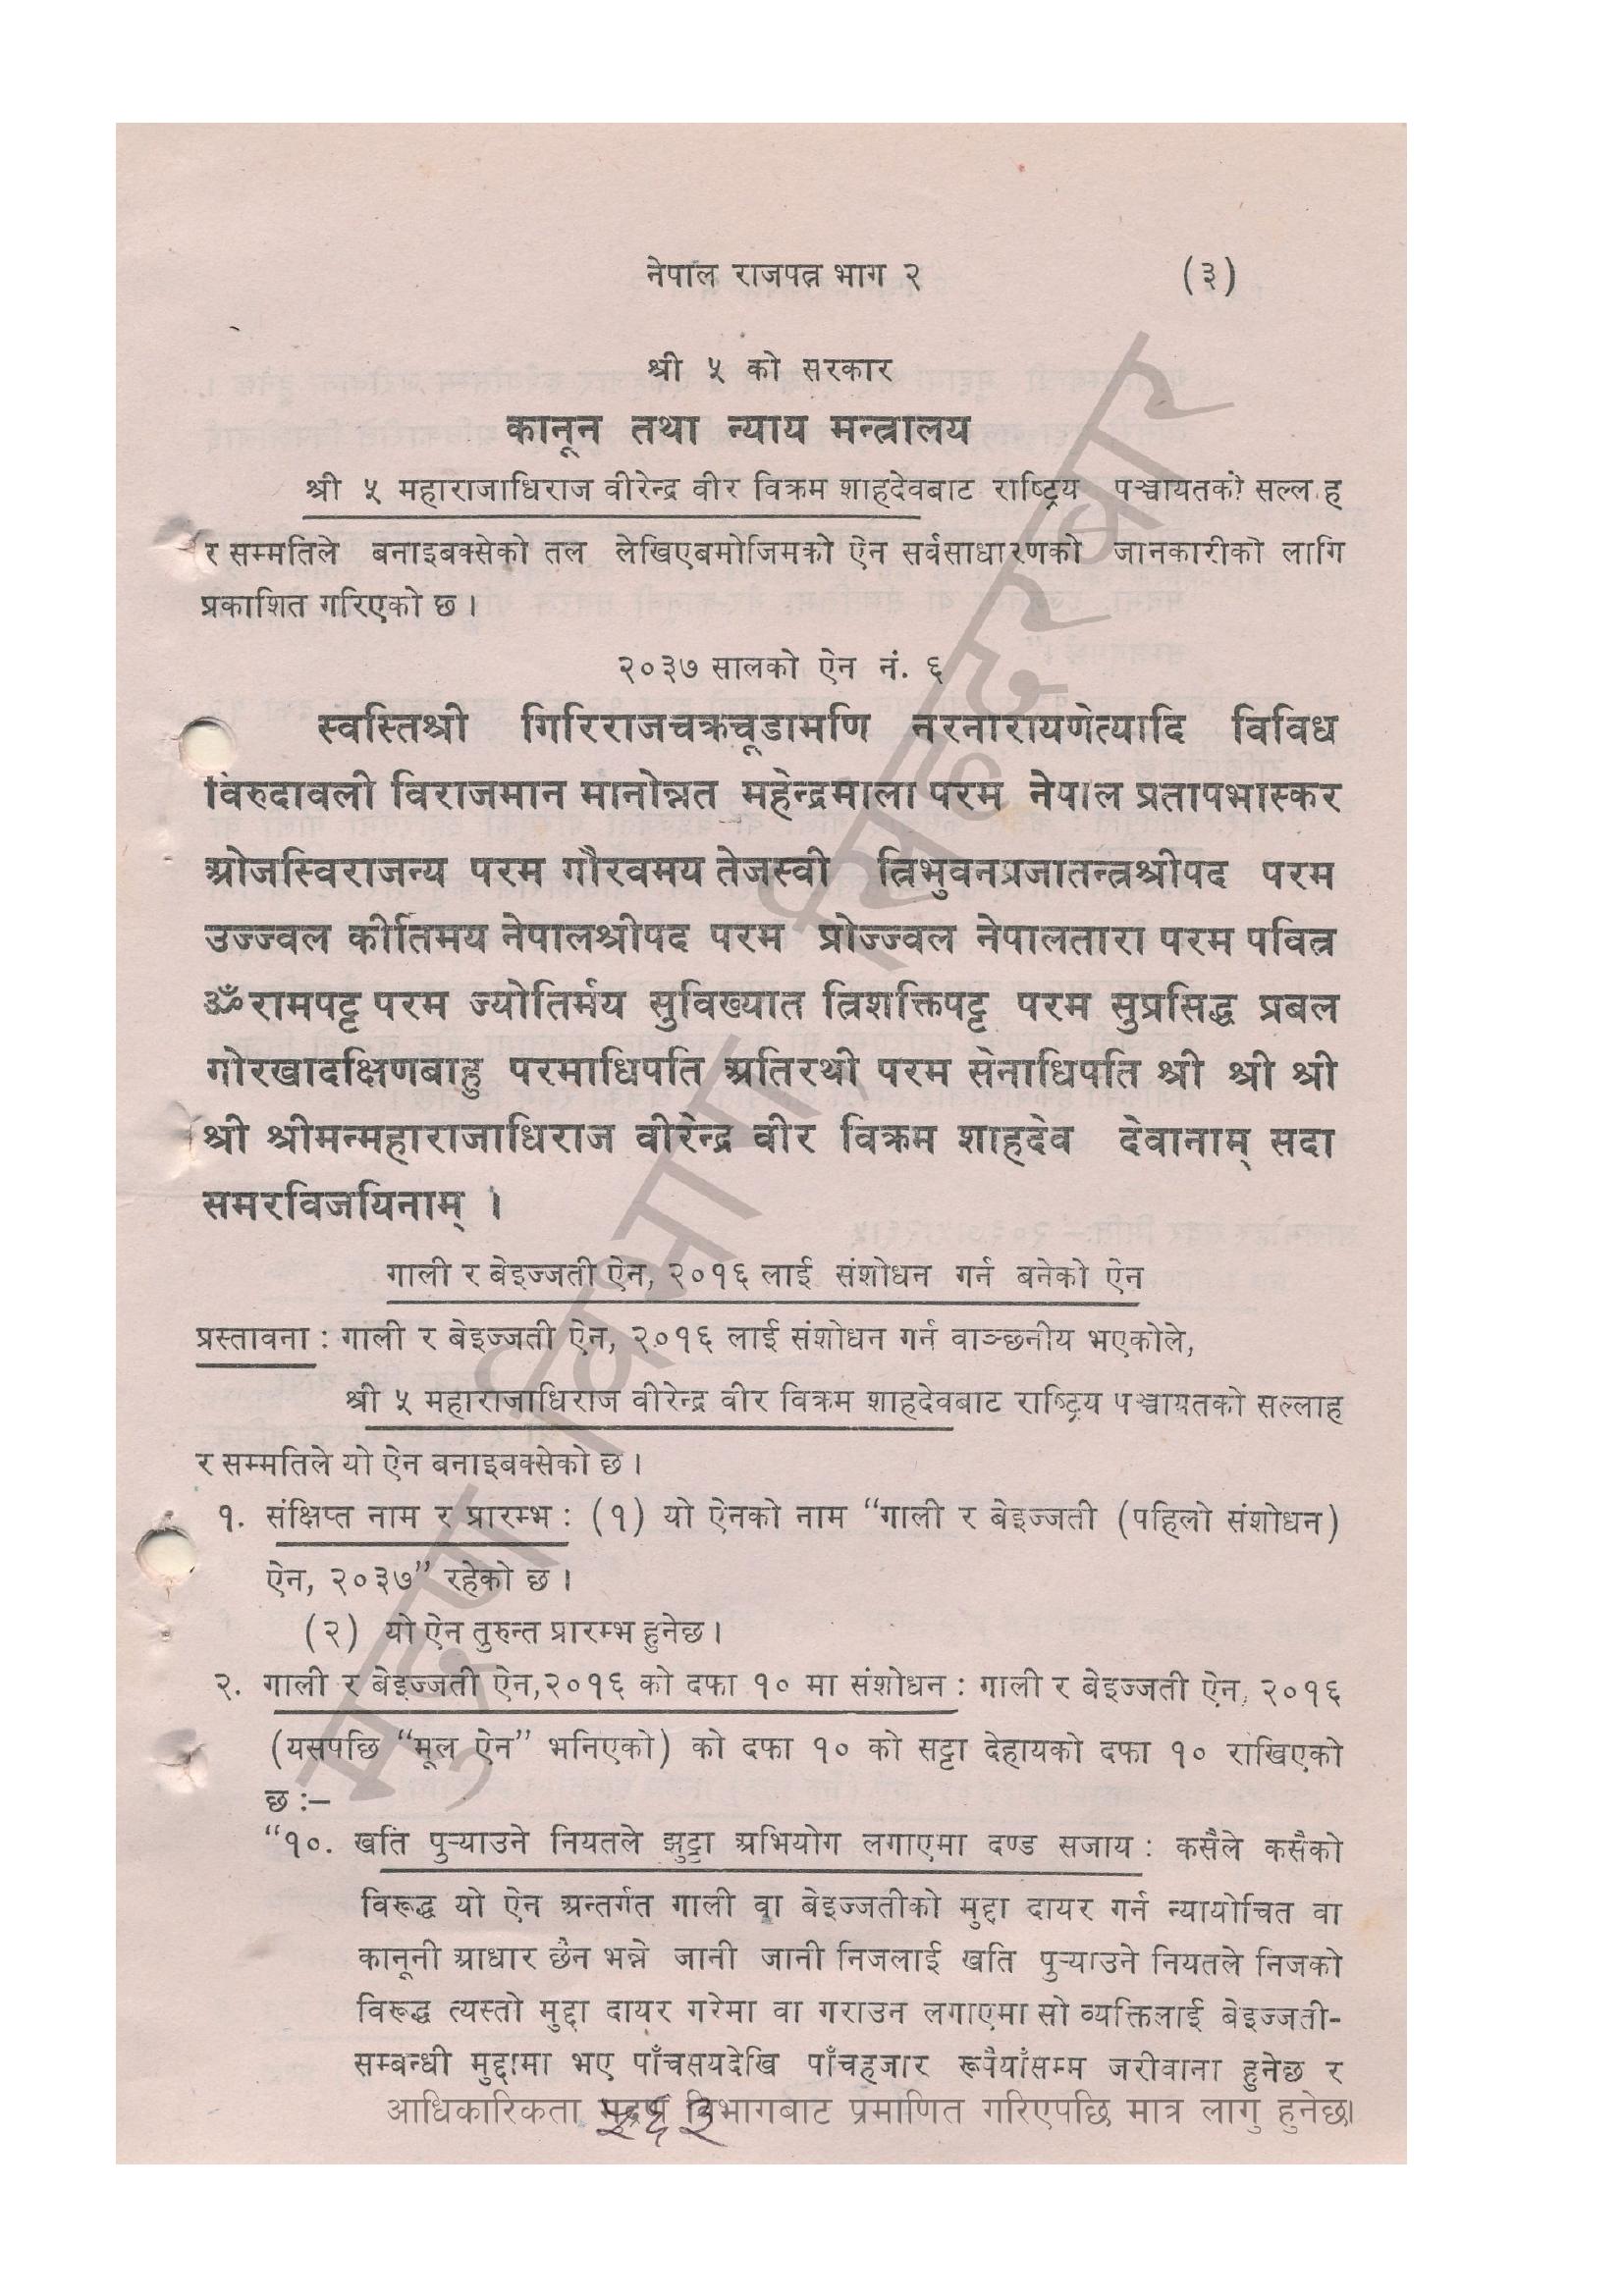 नेपाल राजपत्र भाग २ (३)
श्री ५ को सरकार
कानून तथा न्याय मन्त्रालय
श्री ५ महाराजाधिराज वीरेन्द्र वीर विक्रम शाहदेवबाट राष्ट्रिय पञ्चायतको सल्लाह
र सम्मतिले बनाइबक्सेको तल लेखिएबमोजिमको ऐन सर्वसाधारणको जानकारीको लागि
प्रकाशित गरिएको छ ।
२०३७ सालको ऐन नं. ६
स्वस्तिश्री गिरिराजचक्रचूडामणि नरनारायणेत्यादि विविध
विरुदावली विराजमान मानोन्नत महेन्द्रमाला परम नेपाल प्रतापभास्कर
ओजस्विराजन्य परम गौरवमय तेजस्वी त्रिभुवनप्रजातन्त्रश्रीपद परम
उज्ज्वल कीर्तिमय नेपालश्रीपद परम प्रोज्ज्वल नेपालतारा परम पवित्र
ॐरामपट्ट परम ज्योतिर्मय सुविख्यात त्रिशक्तिपट्ट परम सुप्रसिद्ध प्रबल
गोरखादक्षिणबाहु परमाधिपति अतिरथी परम सेनाधिपति श्री श्री श्री
श्री श्रीमन्महाराजाधिराज वीरेन्द्र वीर विक्रम शाहदेव देवानाम् सदा
समरविजयिनाम् ।
गाली र बेइज्जती ऐन, २०१६ लाई संशोधन गर्न बनेको ऐन
प्रस्तावना : गाली र बेइज्जती ऐन, २०१६ लाई संशोधन गर्न वाञ्छनीय भएकोले,
श्री ५ महाराजाधिराज वीरेन्द्र वीर विक्रम शाहदेवबाट राष्ट्रिय पञ्चायतको सल्लाह
र सम्मतिले यो ऐन बनाइबक्सेको छ ।
१. संक्षिप्त नाम र प्रारम्भ : (१) यो ऐनको नाम “गाली र बेइज्जती (पहिलो संशोधन)
ऐन, २०३७” रहेको छ ।
(२) यो ऐन तुरुन्त प्रारम्भ हुनेछ ।
२. गाली र बेइज्जती ऐन,२०१६ को दफा १० मा संशोधन : गाली र बेइज्जती ऐन, २०१६
(यसपछि “मूल ऐन” भनिएको) को दफा १० को सट्टा देहायको दफा १० राखिएको
छ :–
“१०. खति पुऱ्याउने नियतले झुट्टा अभियोग लगाएमा दण्ड सजाय : कसैले कसैको
विरूद्ध यो ऐन अन्तर्गत गाली वा बेइज्जतीको मुद्दा दायर गर्न न्यायोचित वा
कानूनी आधार छैन भन्ने जानी जानी निजलाई खति पुऱ्याउने नियतले निजको
विरूद्ध त्यस्तो मुद्दा दायर गरेमा वा गराउन लगाएमा सो व्यक्तिलाई बेइज्जती-
सम्बन्धी मुद्दामा भए पाँचसयदेखि पाँचहजार रूपैयाँसम्म जरीवाना हुनेछ र
आधिकारिकता मुद्रण विभागबाट प्रमाणित गरिएपछि मात्र लागु हुनेछ।
मुद्रण विभाग, सिंहदरबार